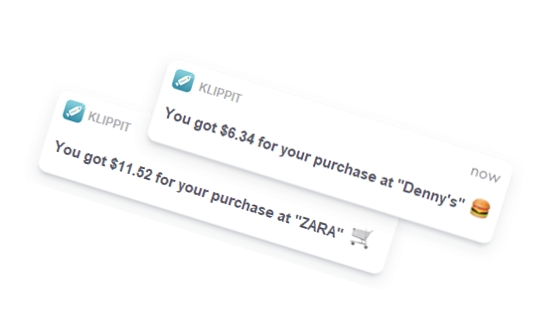 KLIPPIT
now
You got $6.34 for your purchase at "Denny's" 🍔
KLIPPIT
You got $11.52 for your purchase at "ZARA" 🛒